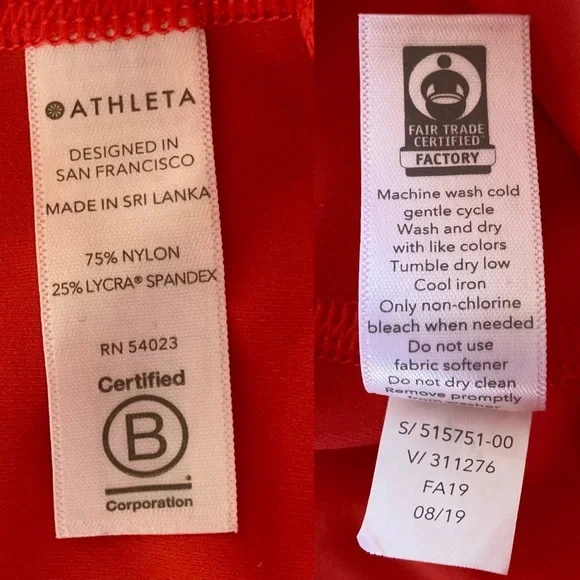 ATHLETA
DESIGNED IN
SAN FRANCISCO
MADE IN SRI LANKA
75% NYLON
25% LYCRA® SPANDEX
RN 54023
Certified
B
Corporation
FAIR TRADE
CERTIFIED™
FACTORY
Machine wash cold
gentle cycle
Wash and dry
with like colors
Tumble dry low
Cool iron
Only non-chlorine
bleach when needed
Do not use
fabric softener
Do not dry clean
Remove promptly
from washer
S/ 515751-00
V/ 311276
FA19
08/19